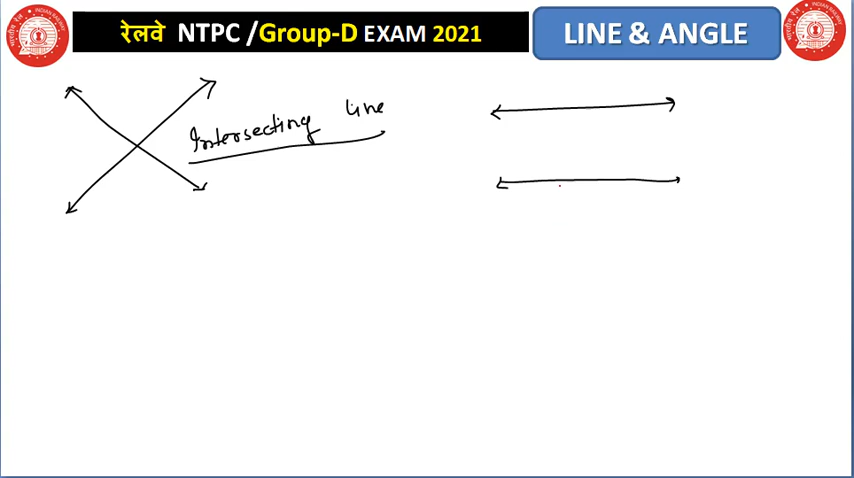 रेलवे NTPC /Group-D EXAM 2021
LINE & ANGLE
Intersecting line